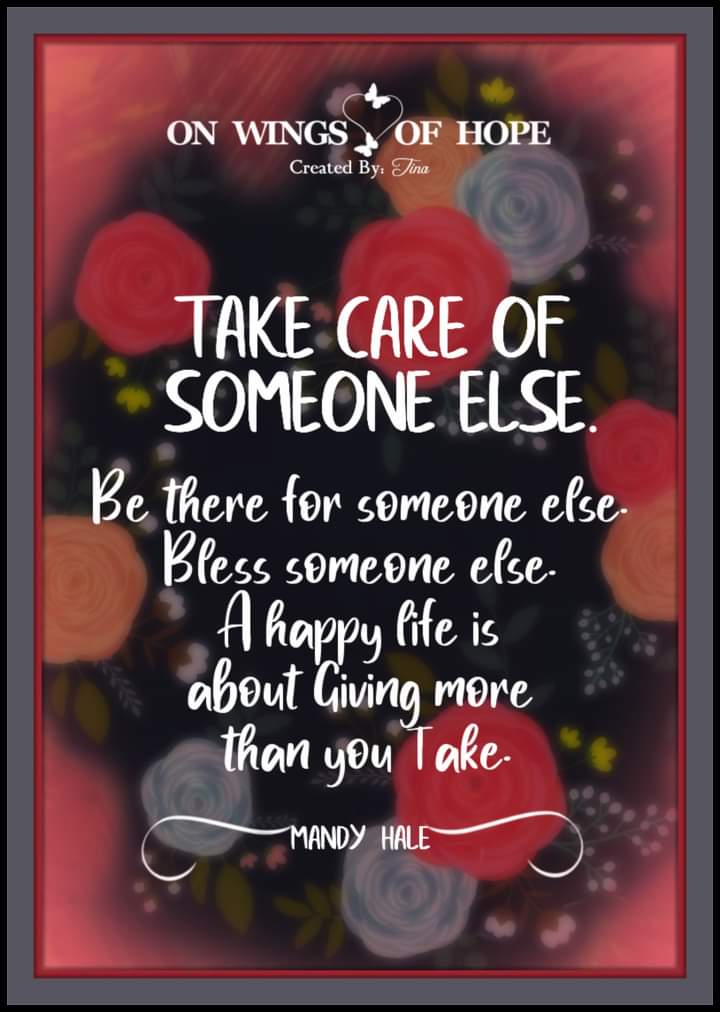 ON WINGS OF HOPE
Created By: Tina
TAKE CARE OF
SOMEONE ELSE.
Be there for someone else.
Bless someone else.
A happy life is
about Giving more
than you Take.
MANDY HALE